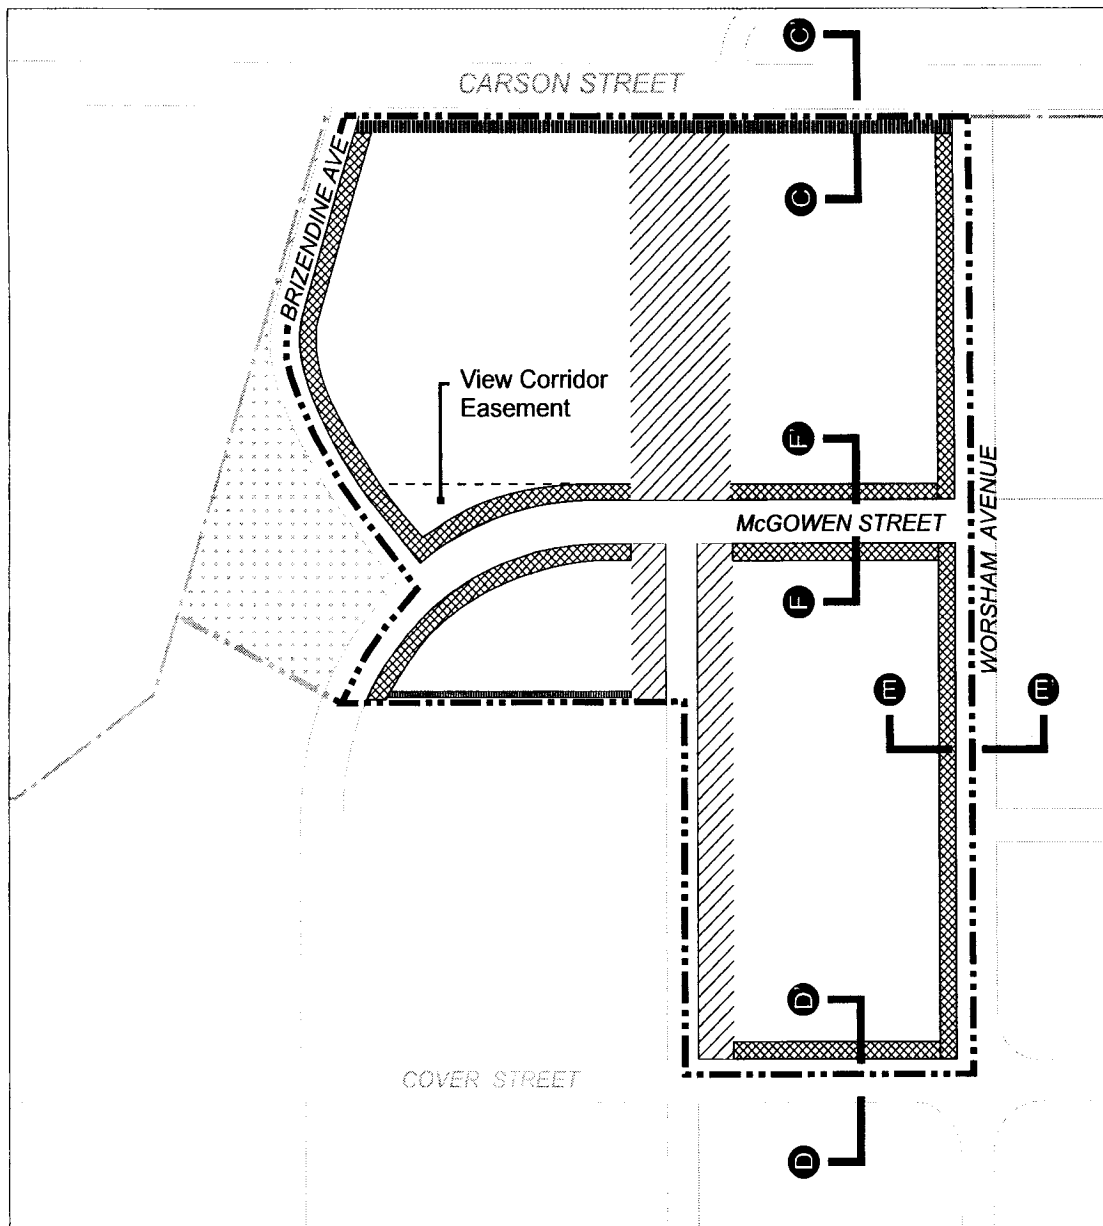 C'
CARSON STREET
C
BRIZENDINE AVE
View Corridor
Easement
F'
McGOWEN STREET
WORSHAM AVENUE
F
E
E'
D'
COVER STREET
D